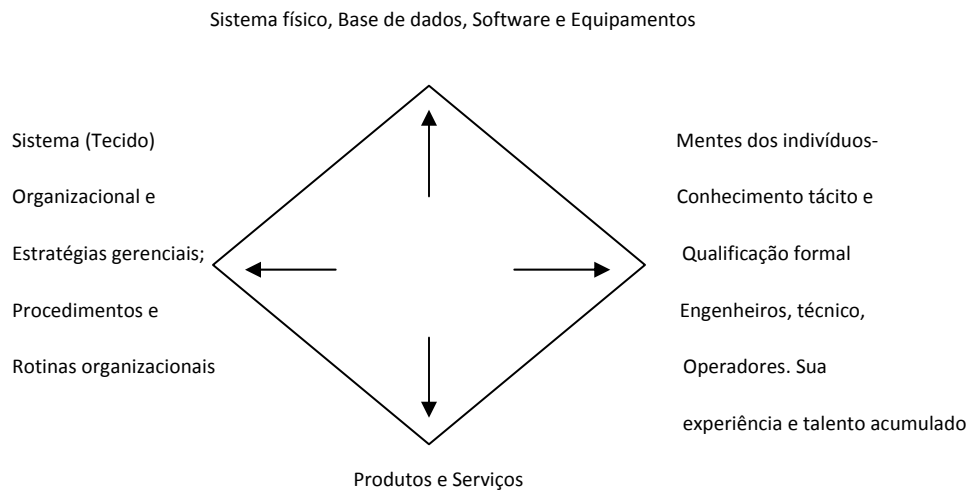 Sistema físico, Base de dados, Software e Equipamentos
Sistema (Tecido)
Organizacional e
Estratégias gerenciais;
Procedimentos e
Rotinas organizacionais
Mentes dos indivíduos-
Conhecimento tácito e
Qualificação formal
Engenheiros, técnico,
Operadores. Sua
experiência e talento acumulado
Produtos e Serviços